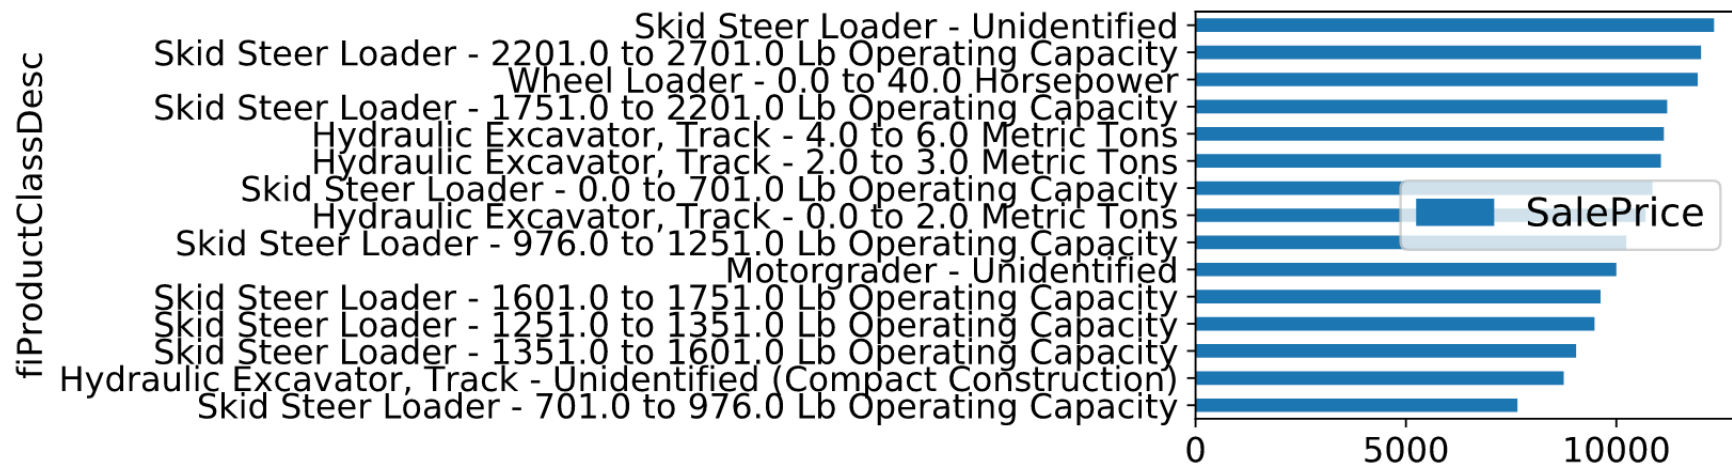 fiProductClassDesc
Skid Steer Loader - Unidentified
Skid Steer Loader - 2201.0 to 2701.0 Lb Operating Capacity
Wheel Loader - 0.0 to 40.0 Horsepower
Skid Steer Loader - 1751.0 to 2201.0 Lb Operating Capacity
Hydraulic Excavator, Track - 4.0 to 6.0 Metric Tons
Hydraulic Excavator, Track - 2.0 to 3.0 Metric Tons
Skid Steer Loader - 0.0 to 701.0 Lb Operating Capacity
Hydraulic Excavator, Track - 0.0 to 2.0 Metric Tons
Skid Steer Loader - 976.0 to 1251.0 Lb Operating Capacity
Motorgrader - Unidentified
Skid Steer Loader - 1601.0 to 1751.0 Lb Operating Capacity
Skid Steer Loader - 1251.0 to 1351.0 Lb Operating Capacity
Skid Steer Loader - 1351.0 to 1601.0 Lb Operating Capacity
Hydraulic Excavator, Track - Unidentified (Compact Construction)
Skid Steer Loader - 701.0 to 976.0 Lb Operating Capacity
SalePrice
0 5000 10000